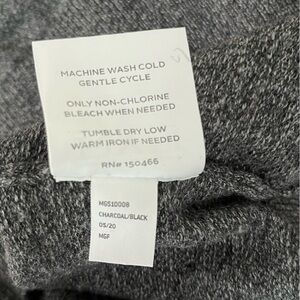 MACHINE WASH COLD
GENTLE CYCLE
ONLY NON-CHLORINE
BLEACH WHEN NEEDED
TUMBLE DRY LOW
WARM IRON IF NEEDED
RN# 150466
MGS10008
CHARCOAL/BLACK
05/20
MGF